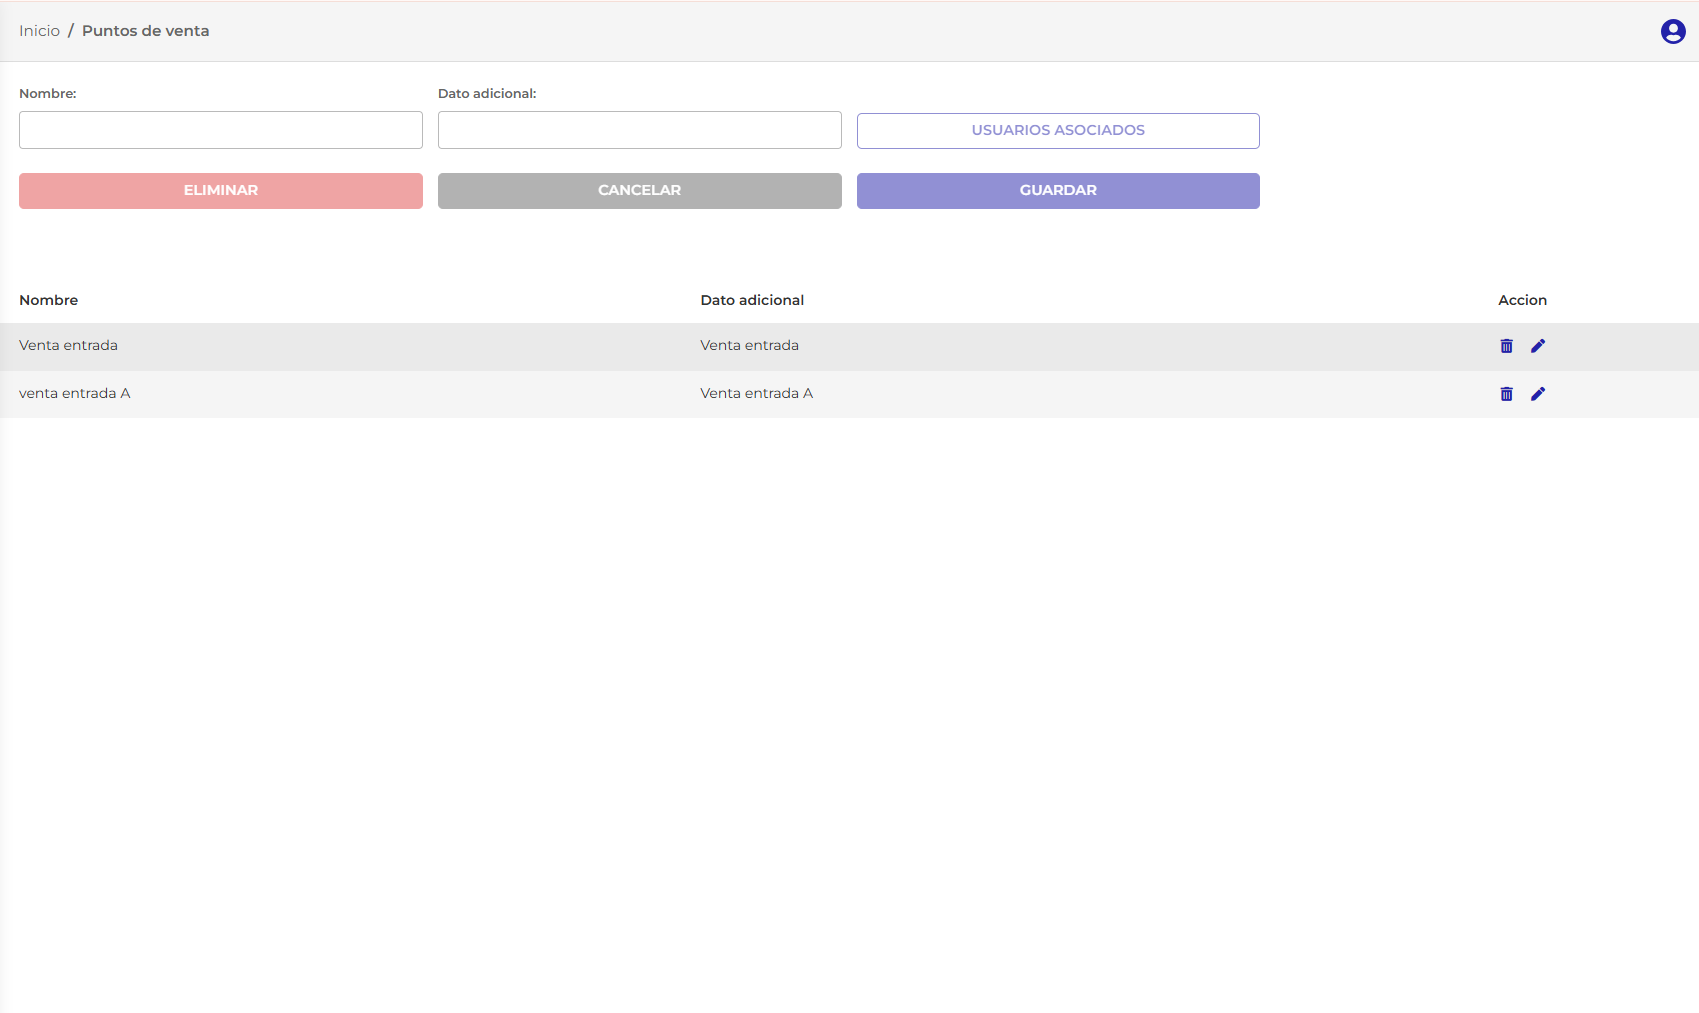 Inicio / Puntos de venta
Nombre: Dato adicional:
USUARIOS ASOCIADOS
ELIMINAR CANCELAR GUARDAR
Nombre Dato adicional Accion
Venta entrada Venta entrada
venta entrada A Venta entrada A